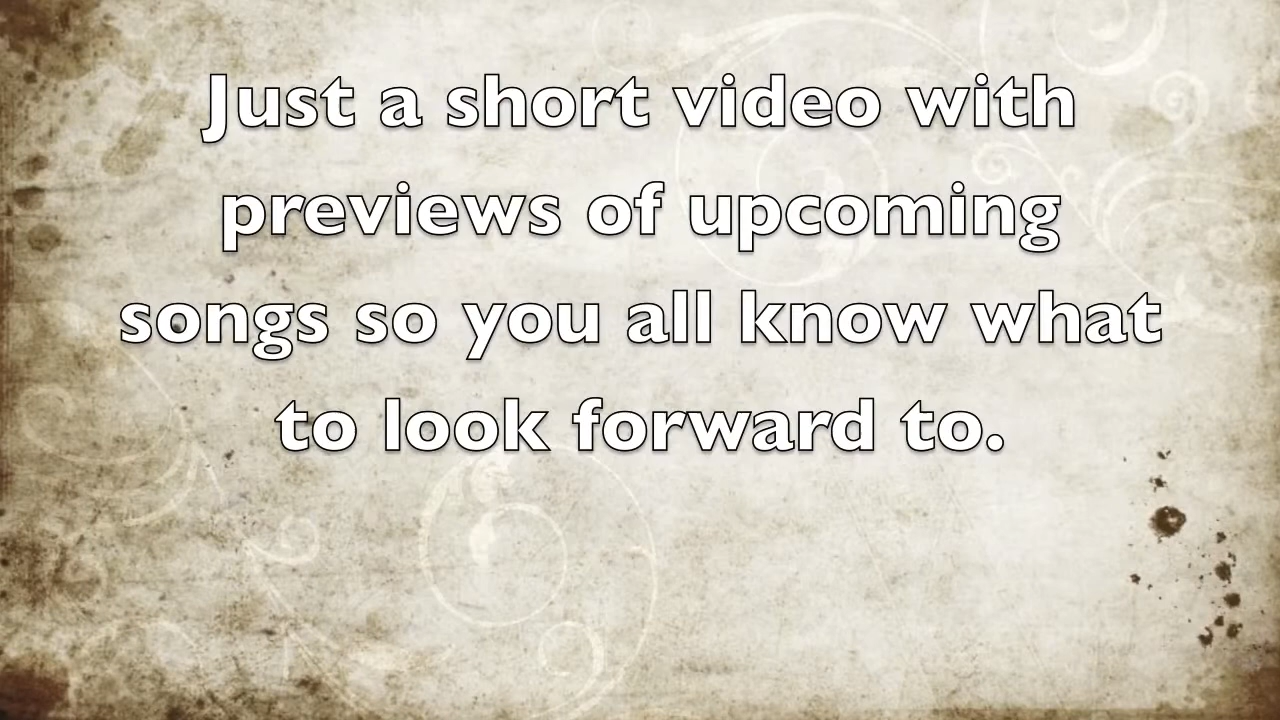 Just a short video with
previews of upcoming
songs so you all know what
to look forward to.